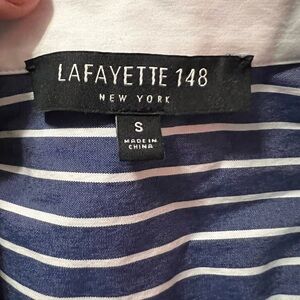 LAFAYETTE 148
NEW YORK
S
MADE IN
CHINA